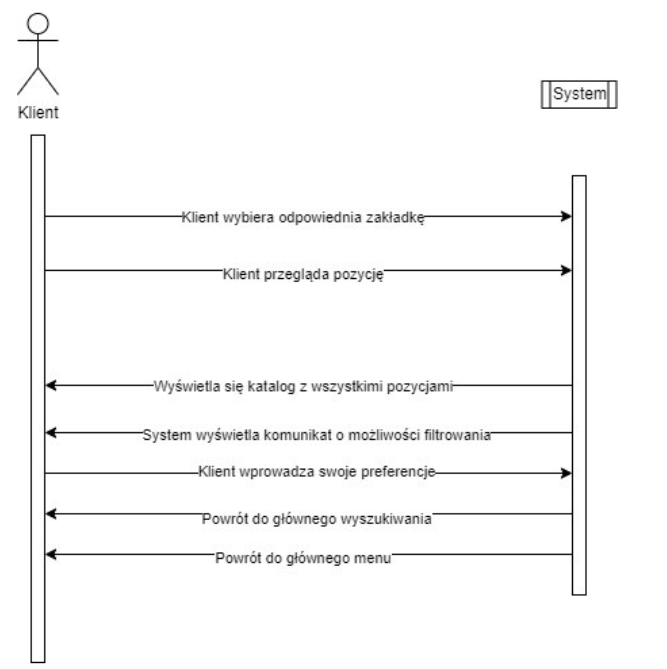 Klient
System
Klient wybiera odpowiednia zakładkę
Klient przegląda pozycję
Wyświetla się katalog z wszystkimi pozycjami
System wyświetla komunikat o możliwości filtrowania
Klient wprowadza swoje preferencje
Powrót do głównego wyszukiwania
Powrót do głównego menu